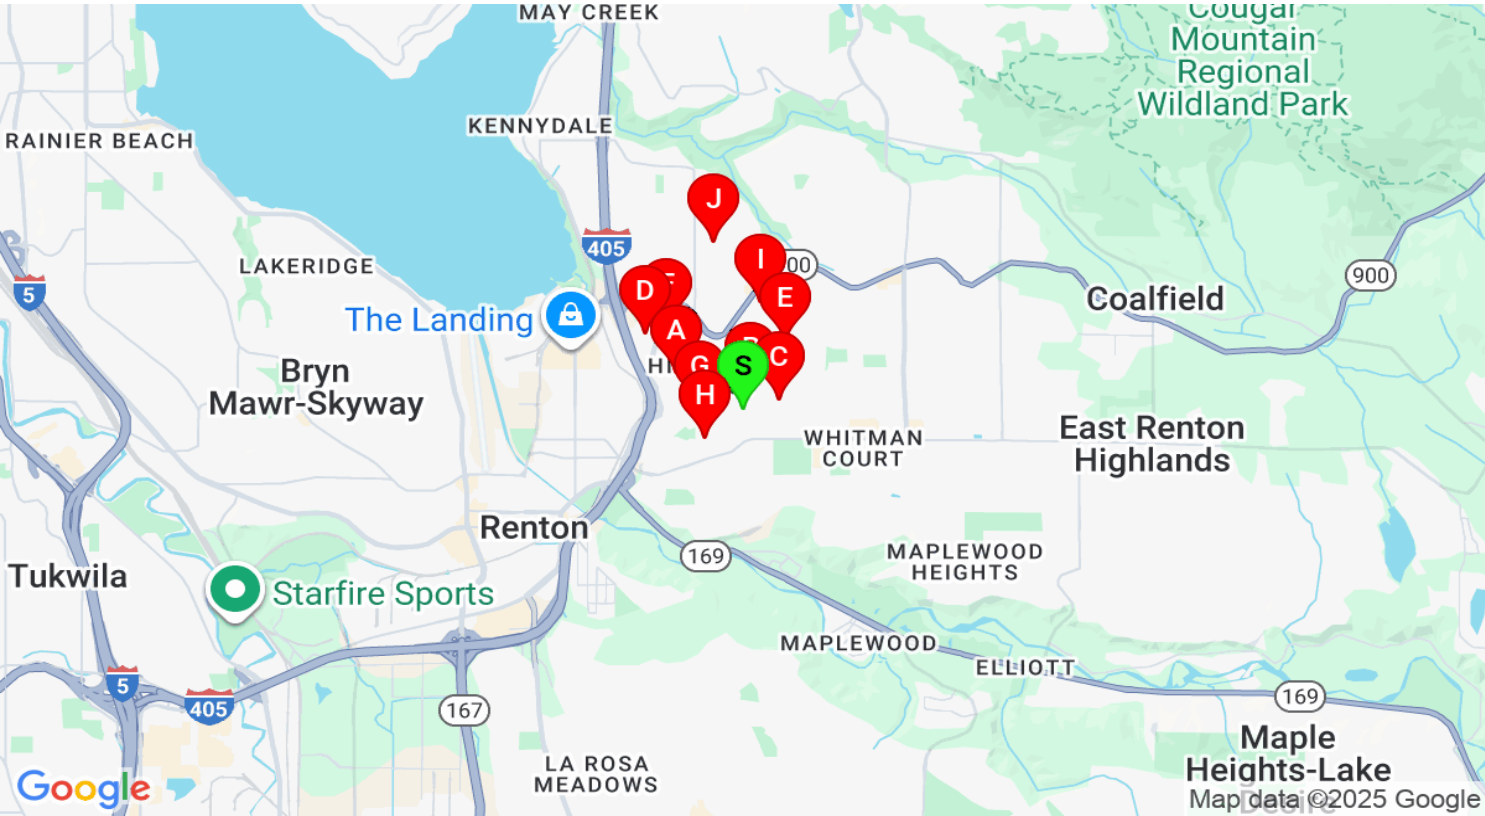 MAY CREEK
Cougar
Mountain
Regional
Wildland Park
KENNYDALE
RAINIER BEACH
J
405
LAKERIDGE
I
00
900
5
D
E
Coalfield
The Landing
A
HI
G
S
C
Bryn
Mawr-Skyway
H
WHITMAN
COURT
East Renton
Highlands
Renton
169
MAPLEWOOD
HEIGHTS
Tukwila
Starfire Sports
MAPLEWOOD
ELLIOTT
5
405
167
169
LA ROSA
MEADOWS
Maple
Heights-Lake
Desire
Google
Map data ©2025 Google